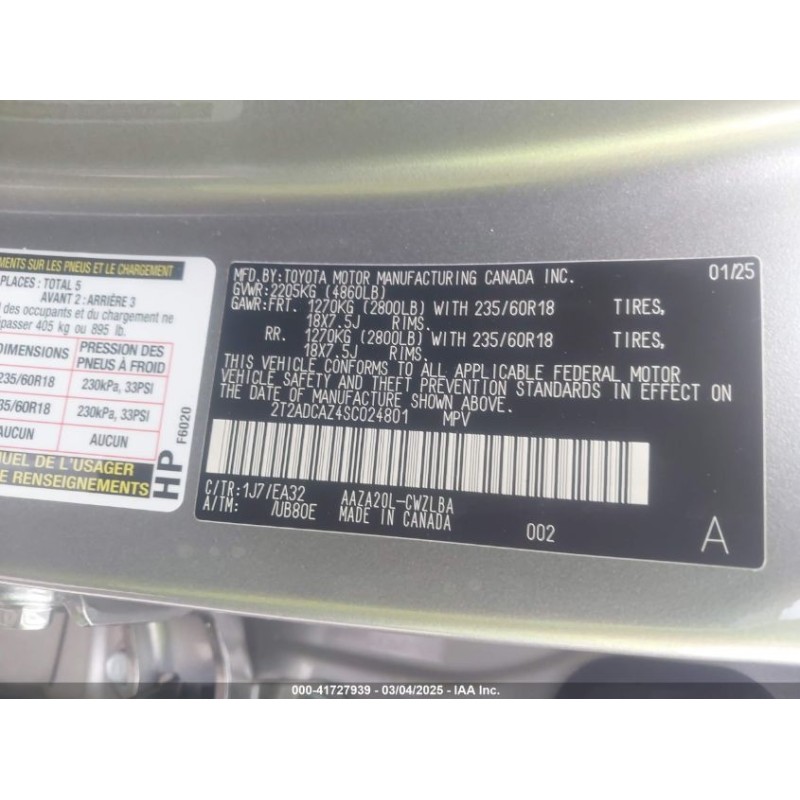 MENTS SUR LES PNEUS ET LE CHARGEMENT
PLACES: TOTAL 5
AVANT 2: ARRIÈRE 3
des occupants et du chargement ne
passer 405 kg ou 895 lb.
DIMENSIONS PRESSION DES PNEUS À FROID
235/60R18 230kPa, 33PSI
35/60R18 230kPa, 33PSI
AUCUN AUCUN
NUEL DE L'USAGER
E RENSEIGNEMENTS
HP F6020
MFD.BY:TOYOTA MOTOR MANUFACTURING CANADA INC. 01/25
GVWR:2205KG (4860LB)
GAWR:FRT. 1270KG (2800LB) WITH 235/60R18 TIRES,
18X7.5J RIMS.
RR. 1270KG (2800LB) WITH 235/60R18 TIRES,
18X7.5J RIMS.
THIS VEHICLE CONFORMS TO ALL APPLICABLE FEDERAL MOTOR
VEHICLE SAFETY AND THEFT PREVENTION STANDARDS IN EFFECT ON
THE DATE OF MANUFACTURE SHOWN ABOVE.
2T2ADCAZ4SC024801 MPV
C/TR:1J7/EA32 AAZA20L-CWZLBA
A/TM: /UB80E MADE IN CANADA 002 A
000-41727939 - 03/04/2025 - IAA Inc.